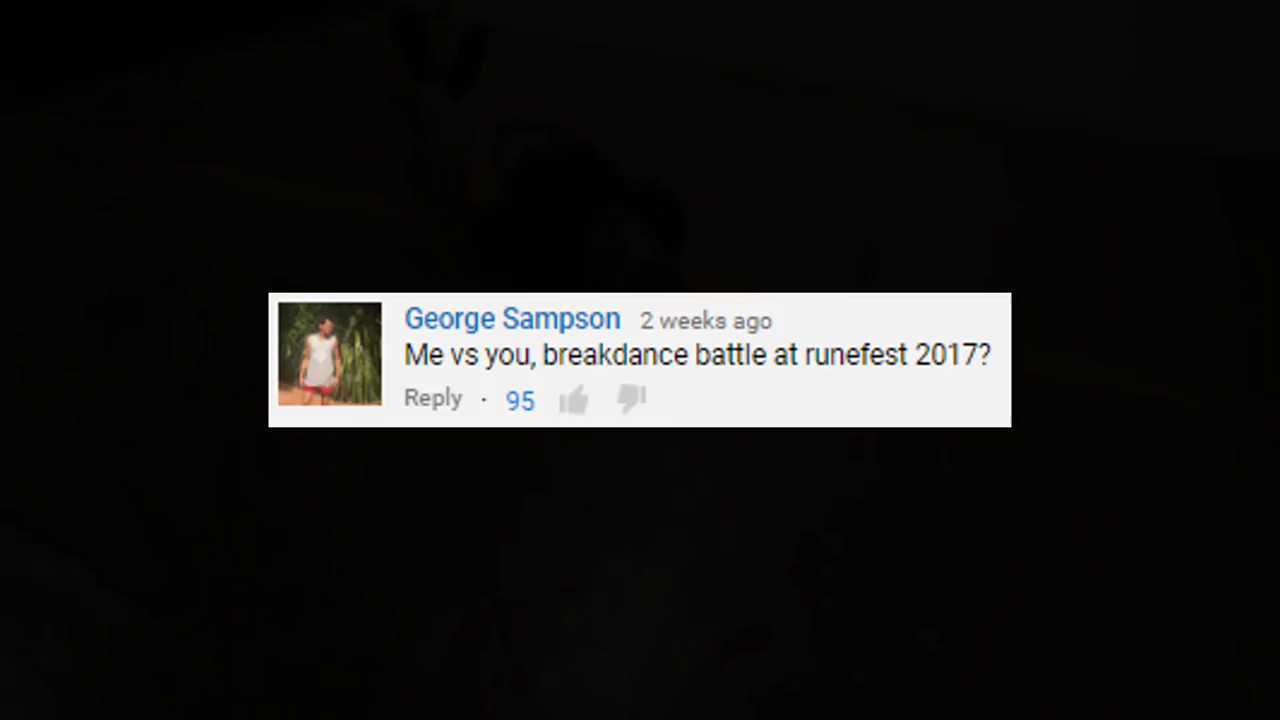 George Sampson 2 weeks ago
Me vs you, breakdance battle at runefest 2017?
Reply · 95